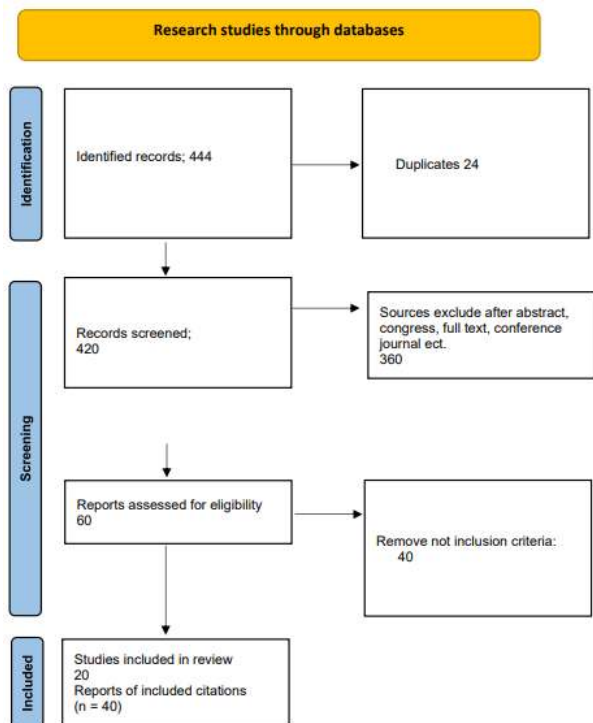 Research studies through databases
Identification
Identified records; 444
Duplicates 24
Screening
Records screened;
420
Sources exclude after abstract,
congress, full text, conference
journal ect.
360
Reports assessed for eligibility
60
Remove not inclusion criteria:
40
Included
Studies included in review
20
Reports of included citations
(n = 40)